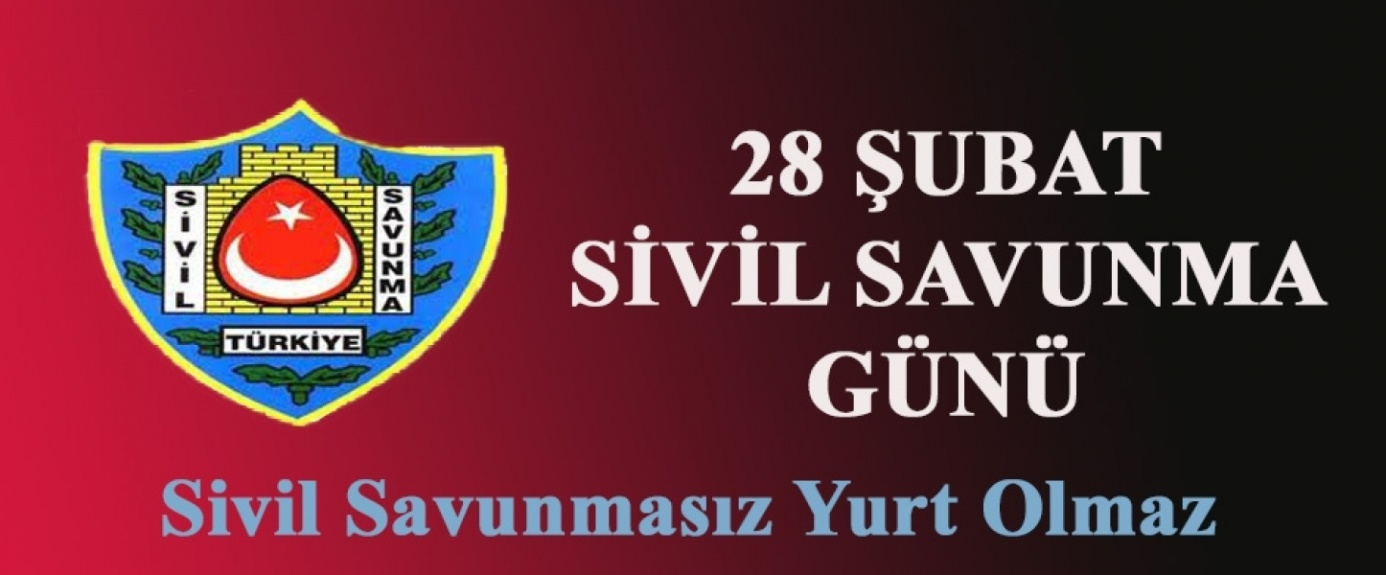 SİVİL
SAVUNMA
TÜRKİYE
28 ŞUBAT
SİVİL SAVUNMA
GÜNÜ
Sivil Savunmasız Yurt Olmaz